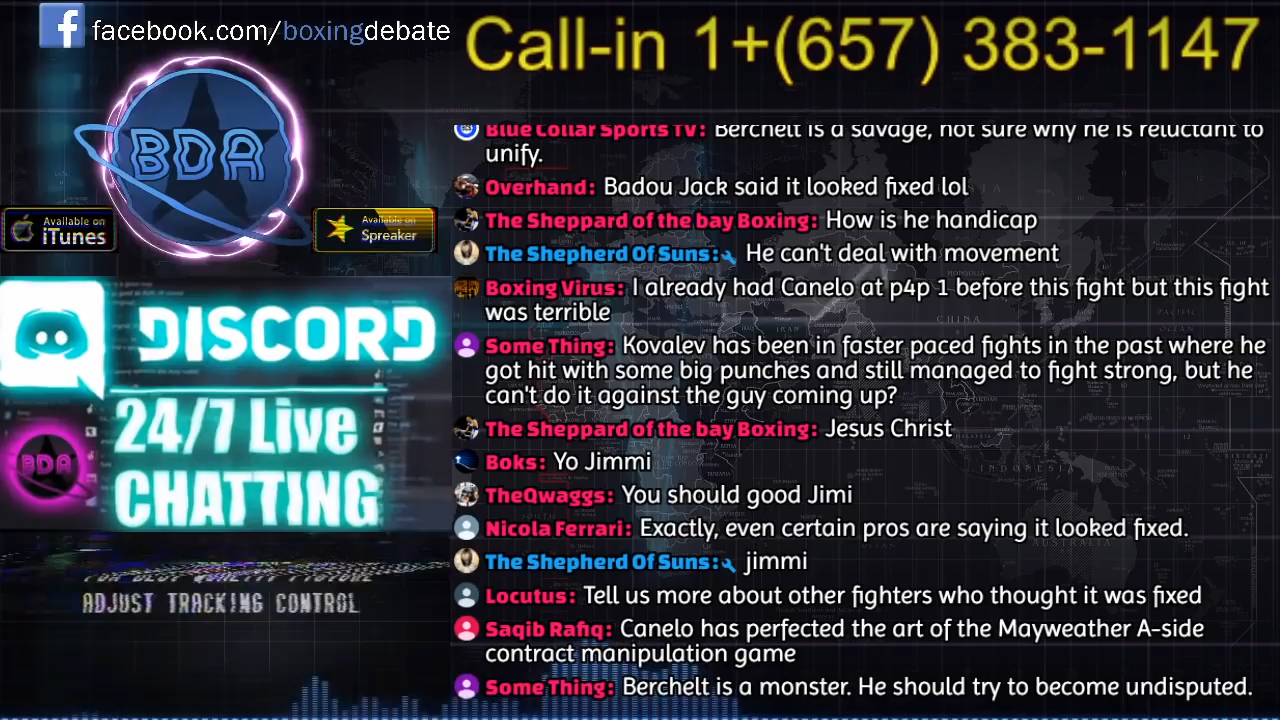 facebook.com/boxingdebate
Call-in 1+(657) 383-1147
BDA
Available on
iTunes
Available on
Spreaker
DISCORD
24/7 Live
CHATTING
BDA
ADJUST TRACKING CONTROL
Blue Collar Sports TV: Berchelt is a savage, not sure why he is reluctant to
unify.
Overhand: Badou Jack said it looked fixed lol
The Sheppard of the bay Boxing: How is he handicap
The Shepherd Of Suns: He can't deal with movement
Boxing Virus: I already had Canelo at p4p 1 before this fight but this fight
was terrible
Some Thing: Kovalev has been in faster paced fights in the past where he
got hit with some big punches and still managed to fight strong, but he
can't do it against the guy coming up?
The Sheppard of the bay Boxing: Jesus Christ
Boks: Yo Jimmi
TheQwaggs: You should good Jimi
Nicola Ferrari: Exactly, even certain pros are saying it looked fixed.
The Shepherd Of Suns: jimmi
Locutus: Tell us more about other fighters who thought it was fixed
Saqib Rafiq: Canelo has perfected the art of the Mayweather A-side
contract manipulation game
Some Thing: Berchelt is a monster. He should try to become undisputed.
CHINA
INDONESIA